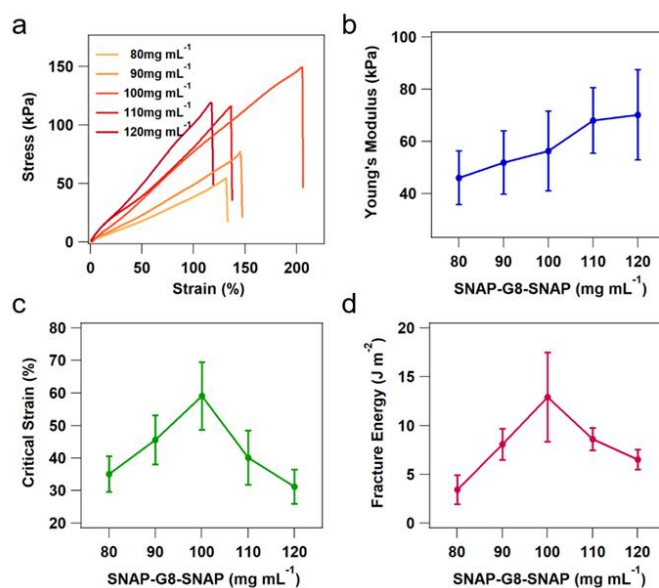 a
80mg mL⁻¹
90mg mL⁻¹
100mg mL⁻¹
110mg mL⁻¹
120mg mL⁻¹
150
100
50
0
Stress (kPa)
0 50 100 150 200
Strain (%)
b
100
80
60
40
Young's Modulus (kPa)
80 90 100 110 120
SNAP-G8-SNAP (mg mL⁻¹)
c
80
70
60
50
40
30
20
Critical Strain (%)
80 90 100 110 120
SNAP-G8-SNAP (mg mL⁻¹)
d
20
15
10
5
0
Fracture Energy (J m⁻²)
80 90 100 110 120
SNAP-G8-SNAP (mg mL⁻¹)